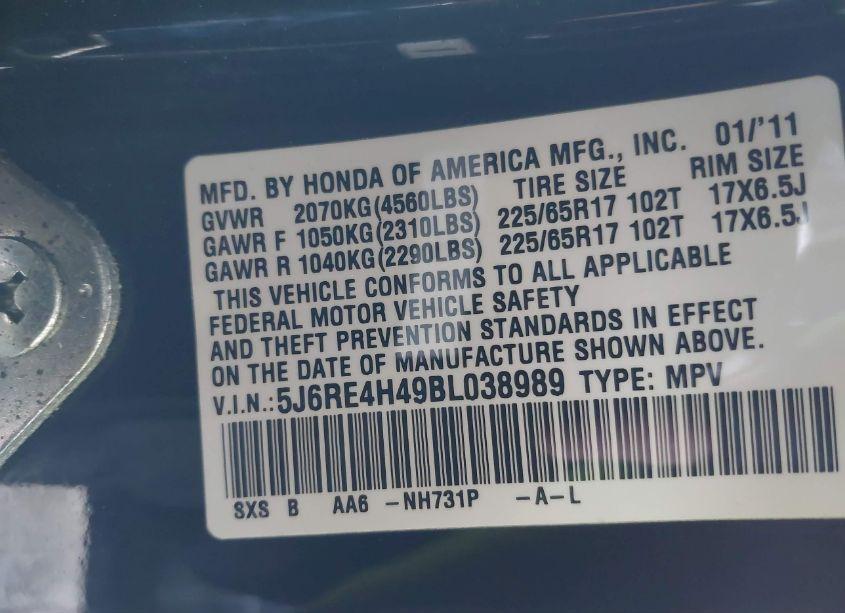 MFD. BY HONDA OF AMERICA MFG., INC. 01/'11
GVWR 2070KG(4560LBS) TIRE SIZE RIM SIZE
GAWR F 1050KG(2310LBS) 225/65R17 102T 17X6.5J
GAWR R 1040KG(2290LBS) 225/65R17 102T 17X6.5J
THIS VEHICLE CONFORMS TO ALL APPLICABLE
FEDERAL MOTOR VEHICLE SAFETY
AND THEFT PREVENTION STANDARDS IN EFFECT
ON THE DATE OF MANUFACTURE SHOWN ABOVE.
V.I.N.:5J6RE4H49BL038989 TYPE: MPV
SXS B AA6 -NH731P -A-L